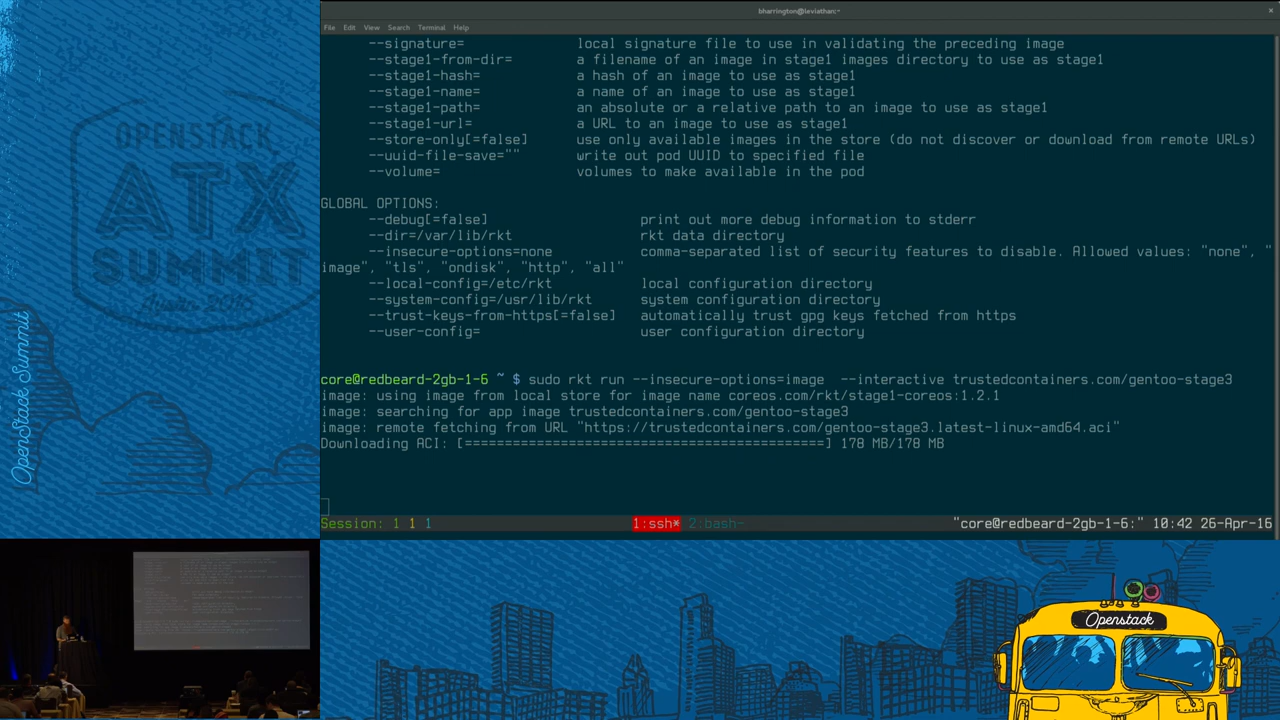 bharrington@leviathan:~
×
File Edit View Search Terminal Help
--signature= local signature file to use in validating the preceding image
--stage1-from-dir= a filename of an image in stage1 images directory to use as stage1
--stage1-hash= a hash of an image to use as stage1
--stage1-name= a name of an image to use as stage1
--stage1-path= an absolute or a relative path to an image to use as stage1
--stage1-url= a URL to an image to use as stage1
--store-only[=false] use only available images in the store (do not discover or download from remote URLs)
--uuid-file-save="" write out pod UUID to specified file
--volume= volumes to make available in the pod
GLOBAL OPTIONS:
--debug[=false] print out more debug information to stderr
--dir=/var/lib/rkt rkt data directory
--insecure-options=none comma-separated list of security features to disable. Allowed values: "none", "
image", "tls", "ondisk", "http", "all"
--local-config=/etc/rkt local configuration directory
--system-config=/usr/lib/rkt system configuration directory
--trust-keys-from-https[=false] automatically trust gpg keys fetched from https
--user-config= user configuration directory
core@redbeard-2gb-1-6 ~ $ sudo rkt run --insecure-options=image --interactive trustedcontainers.com/gentoo-stage3
image: using image from local store for image name coreos.com/rkt/stage1-coreos:1.2.1
image: searching for app image trustedcontainers.com/gentoo-stage3
image: remote fetching from URL "https://trustedcontainers.com/gentoo-stage3.latest-linux-amd64.aci"
Downloading ACI: [=============================================] 178 MB/178 MB
Session: 1 1 1 1:ssh* 2:bash- "core@redbeard-2gb-1-6:" 10:42 26-Apr-16
OPENSTACK
ATX
SUMMIT
Austin 2016
OpenStack Summit
Openstack